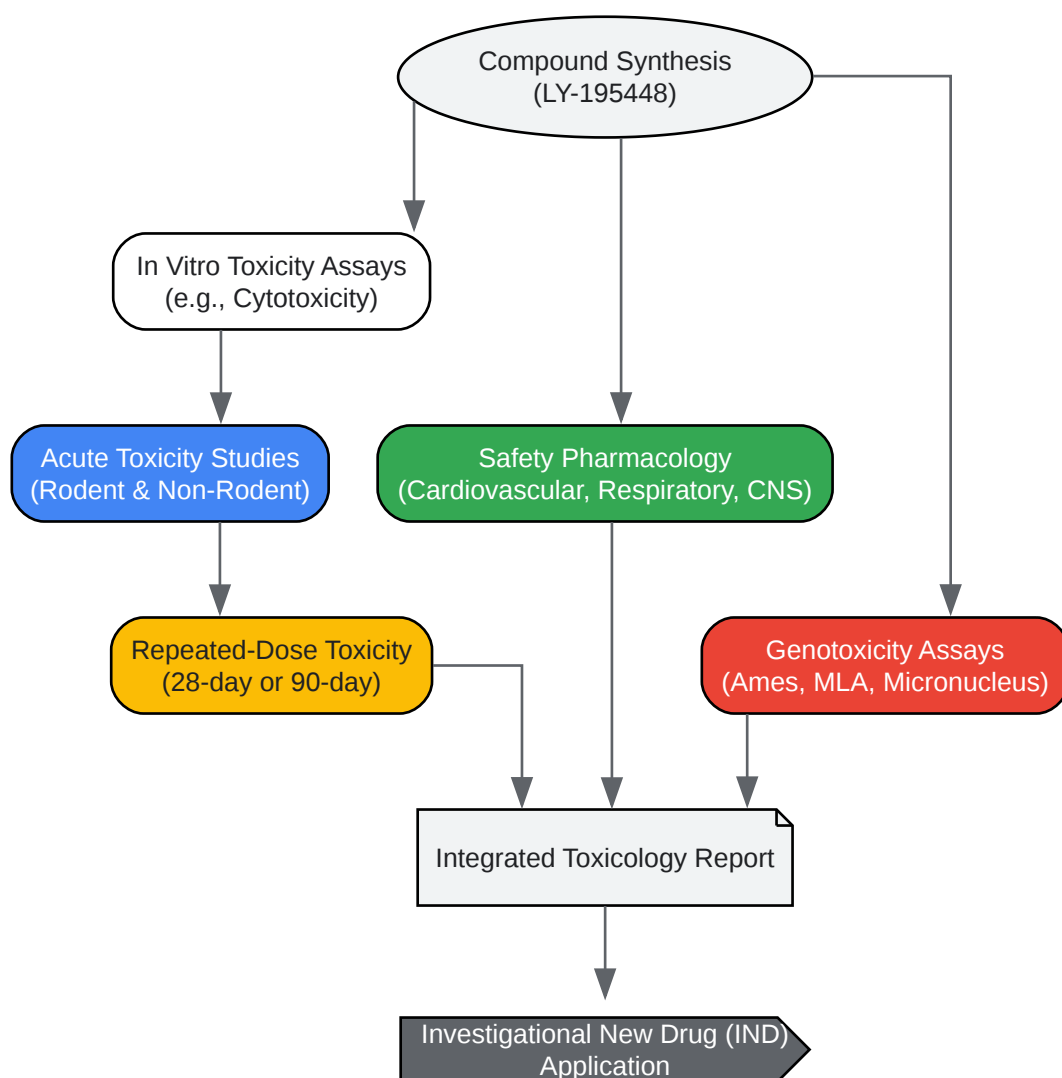 Compound Synthesis
(LY-195448)
In Vitro Toxicity Assays
(e.g., Cytotoxicity)
Acute Toxicity Studies
(Rodent & Non-Rodent)
Safety Pharmacology
(Cardiovascular, Respiratory, CNS)
Repeated-Dose Toxicity
(28-day or 90-day)
Genotoxicity Assays
(Ames, MLA, Micronucleus)
Integrated Toxicology Report
Investigational New Drug (IND)
Application